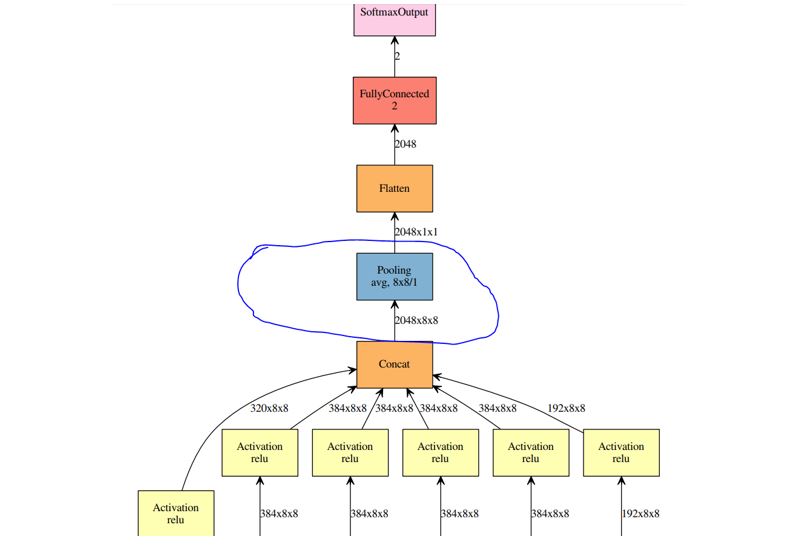 SoftmaxOutput
2
FullyConnected
2
2048
Flatten
2048x1x1
Pooling
avg, 8x8/1
2048x8x8
Concat
320x8x8
384x8x8
384x8x8
384x8x8
384x8x8
192x8x8
Activation
relu
Activation
relu
Activation
relu
Activation
relu
Activation
relu
Activation
relu
384x8x8
384x8x8
384x8x8
384x8x8
192x8x8